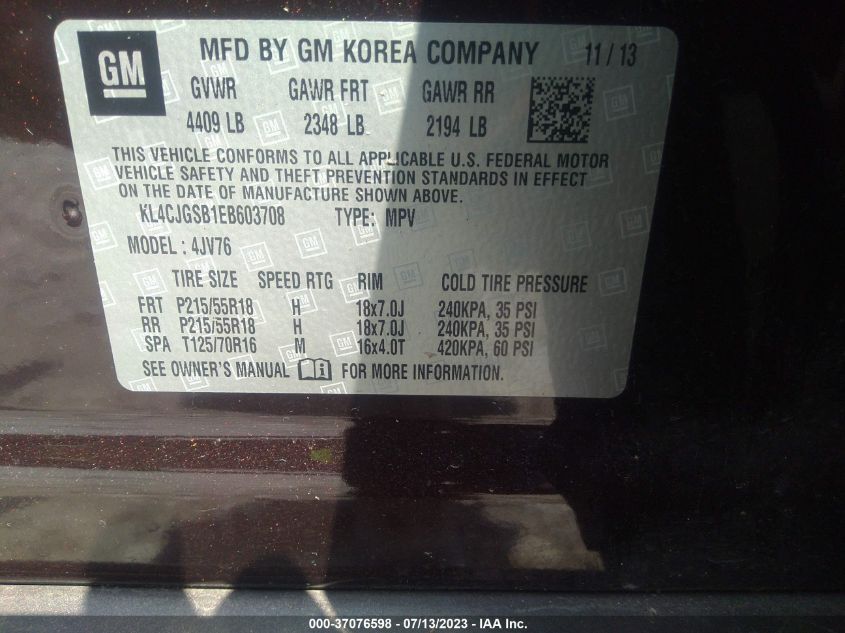 GM MFD BY GM KOREA COMPANY 11/13
GVWR GAWR FRT GAWR RR
4409 LB 2348 LB 2194 LB
THIS VEHICLE CONFORMS TO ALL APPLICABLE U.S. FEDERAL MOTOR
VEHICLE SAFETY AND THEFT PREVENTION STANDARDS IN EFFECT
ON THE DATE OF MANUFACTURE SHOWN ABOVE.
KL4CJGSB1EB603708 TYPE: MPV
MODEL : 4JV76
TIRE SIZE SPEED RTG RIM COLD TIRE PRESSURE
FRT P215/55R18 H 18x7.0J 240KPA, 35 PSI
RR P215/55R18 H 18x7.0J 240KPA, 35 PSI
SPA T125/70R16 M 16x4.0T 420KPA, 60 PSI
SEE OWNER'S MANUAL FOR MORE INFORMATION.
000-37076598 - 07/13/2023 - IAA Inc.